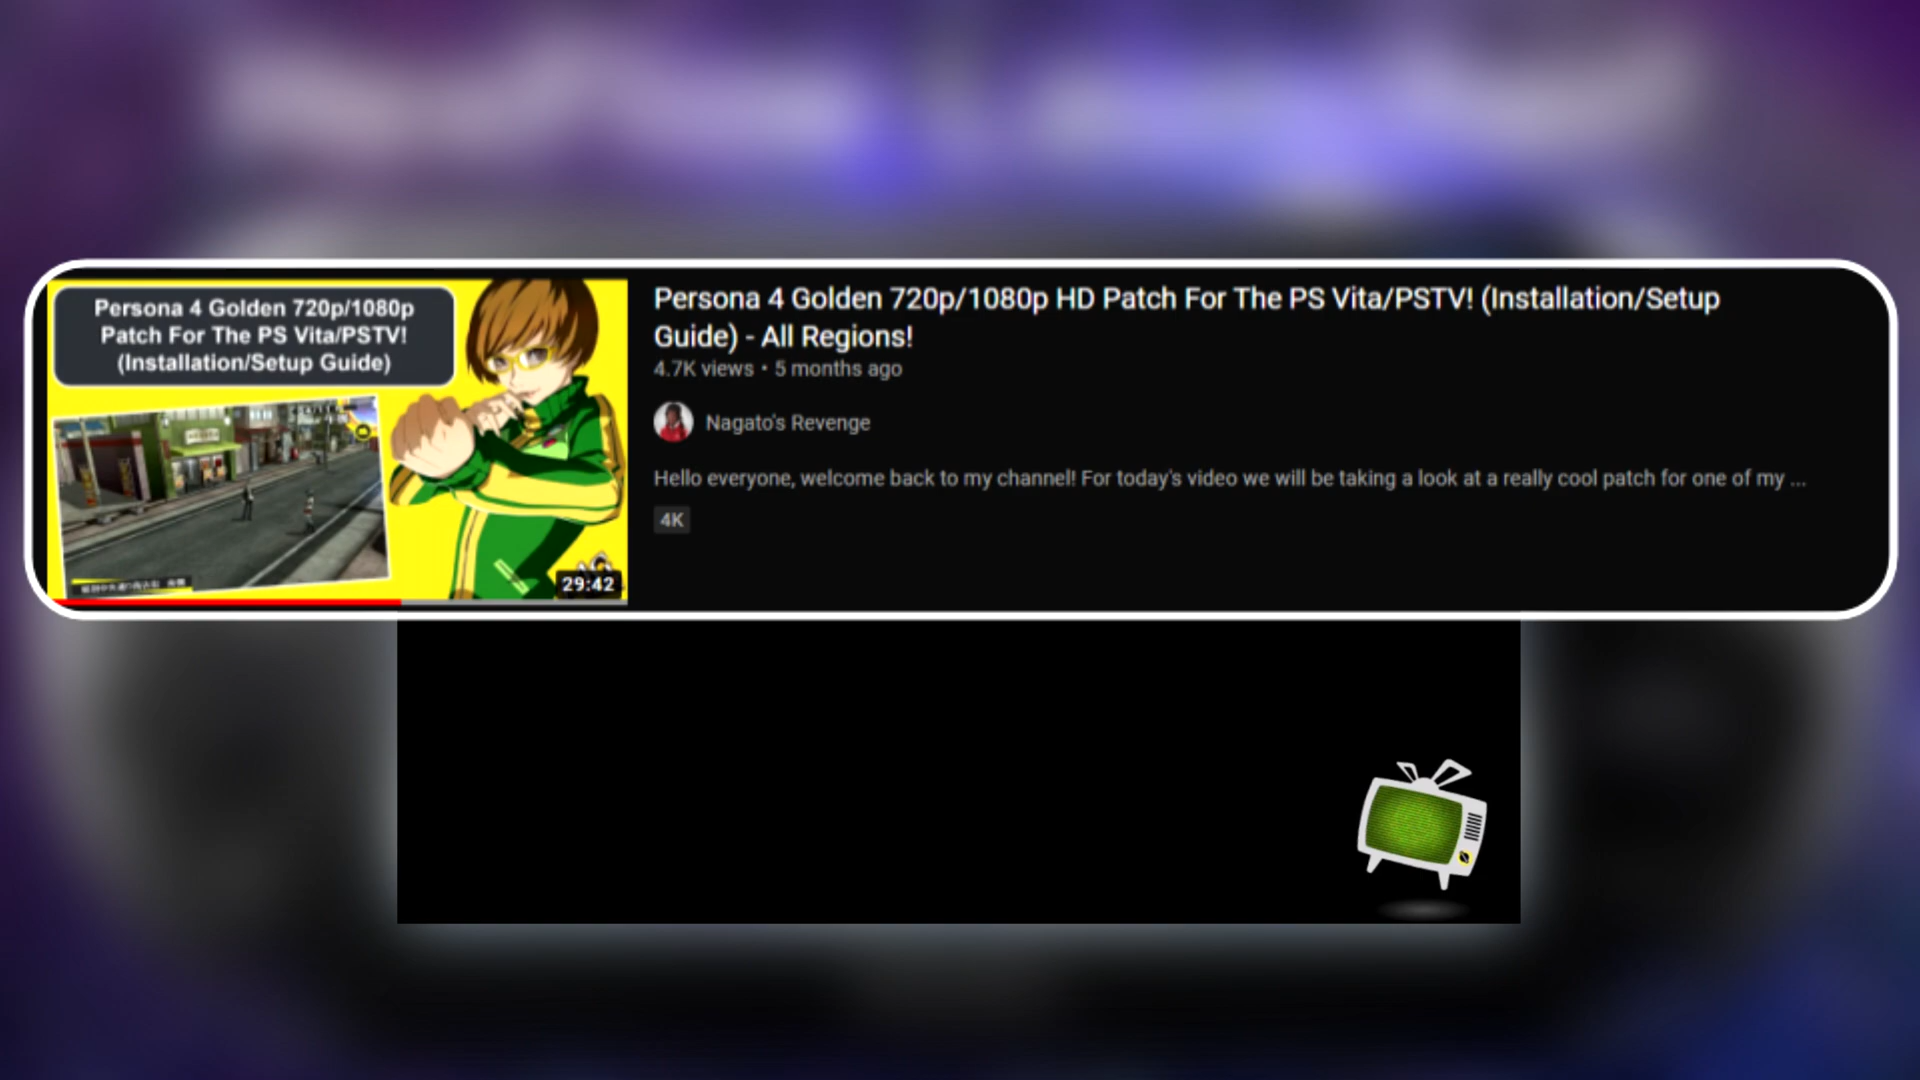 Persona 4 Golden 720p/1080p
Patch For The PS Vita/PSTV!
(Installation/Setup Guide)
29:42
Persona 4 Golden 720p/1080p HD Patch For The PS Vita/PSTV! (Installation/Setup
Guide) - All Regions!
4.7K views • 5 months ago
Nagato's Revenge
Hello everyone, welcome back to my channel! For today's video we will be taking a look at a really cool patch for one of my ...
4K